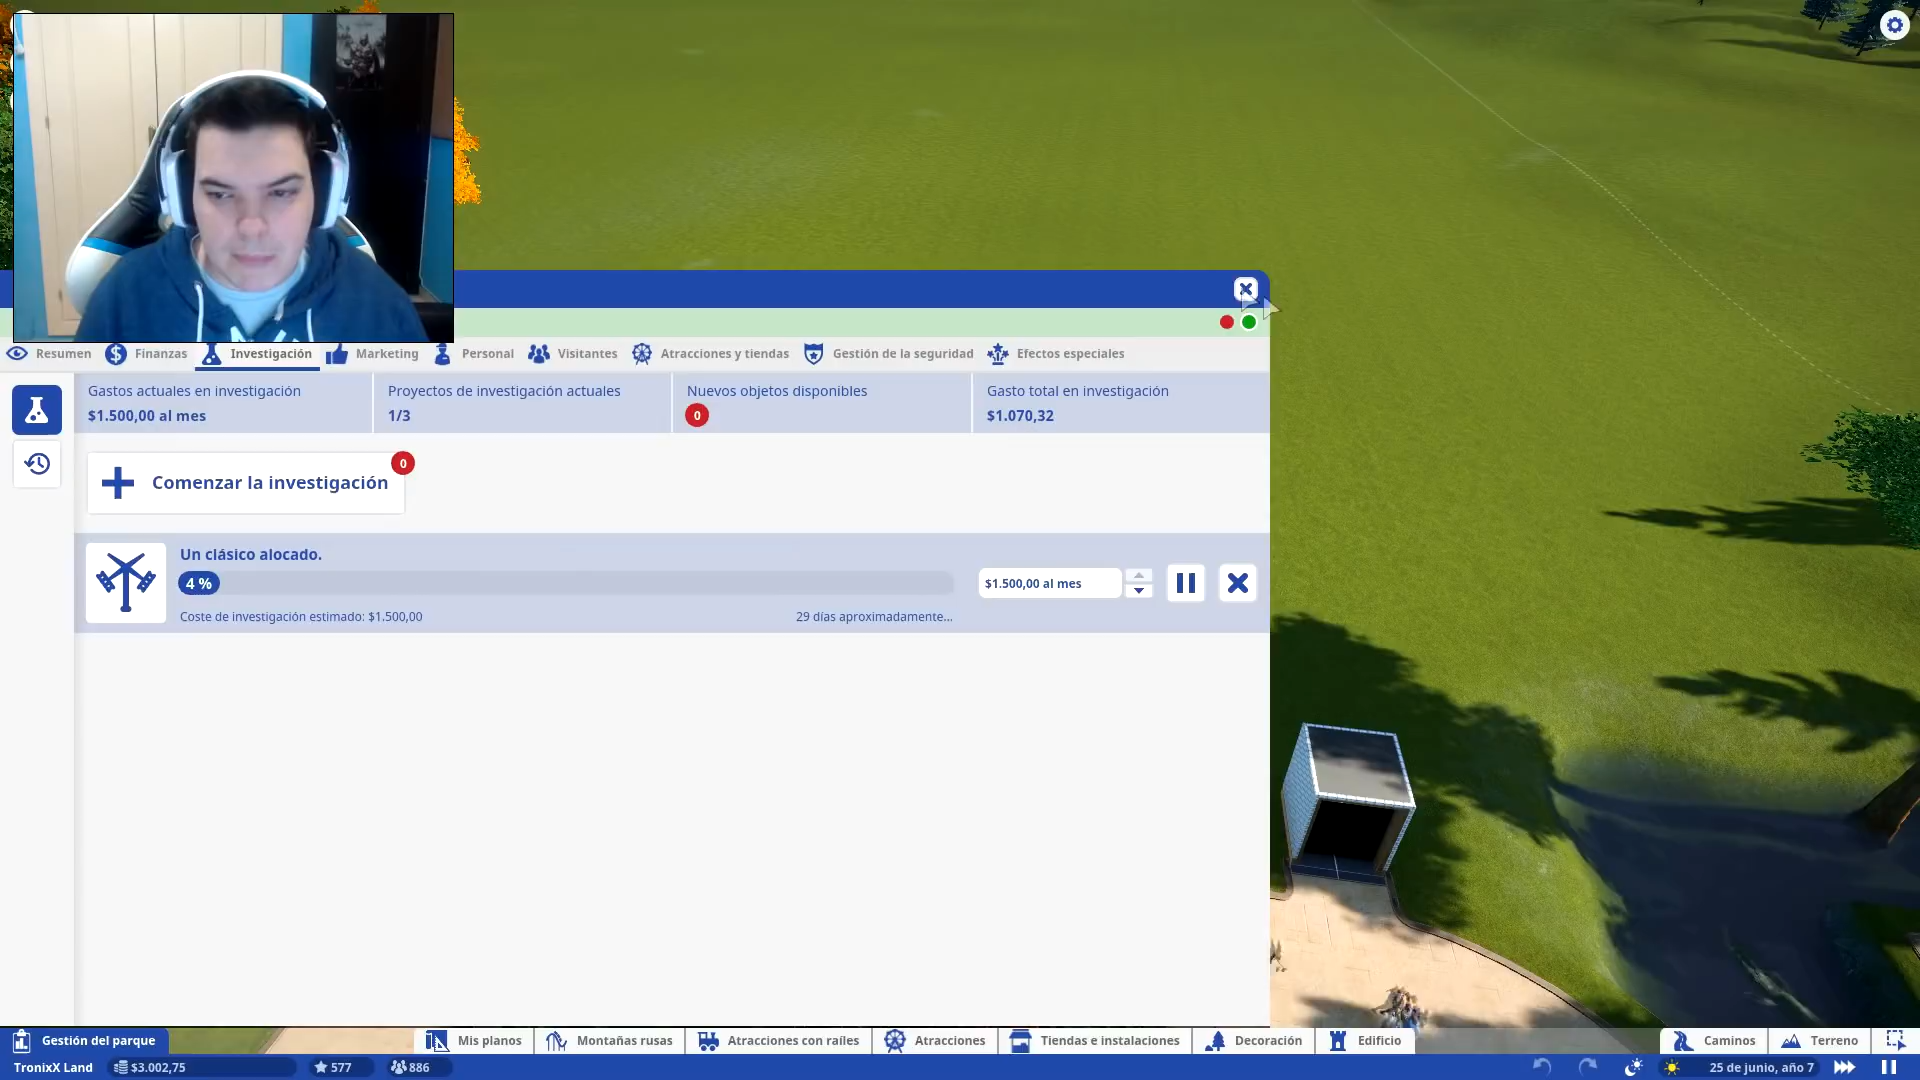 Resumen
Finanzas
Investigación
Marketing
Personal
Visitantes
Atracciones y tiendas
Gestión de la seguridad
Efectos especiales
Gastos actuales en investigación
$1.500,00 al mes
Proyectos de investigación actuales
1/3
Nuevos objetos disponibles
0
Gasto total en investigación
$1.070,32
Comenzar la investigación
0
Un clásico alocado.
4 %
$1.500,00 al mes
Coste de investigación estimado: $1.500,00
29 días aproximadamente...
Gestión del parque
Mis planos
Montañas rusas
Atracciones con raíles
Atracciones
Tiendas e instalaciones
Decoración
Edificio
Caminos
Terreno
TronixX Land
$3.002,75
577
886
25 de junio, año 7